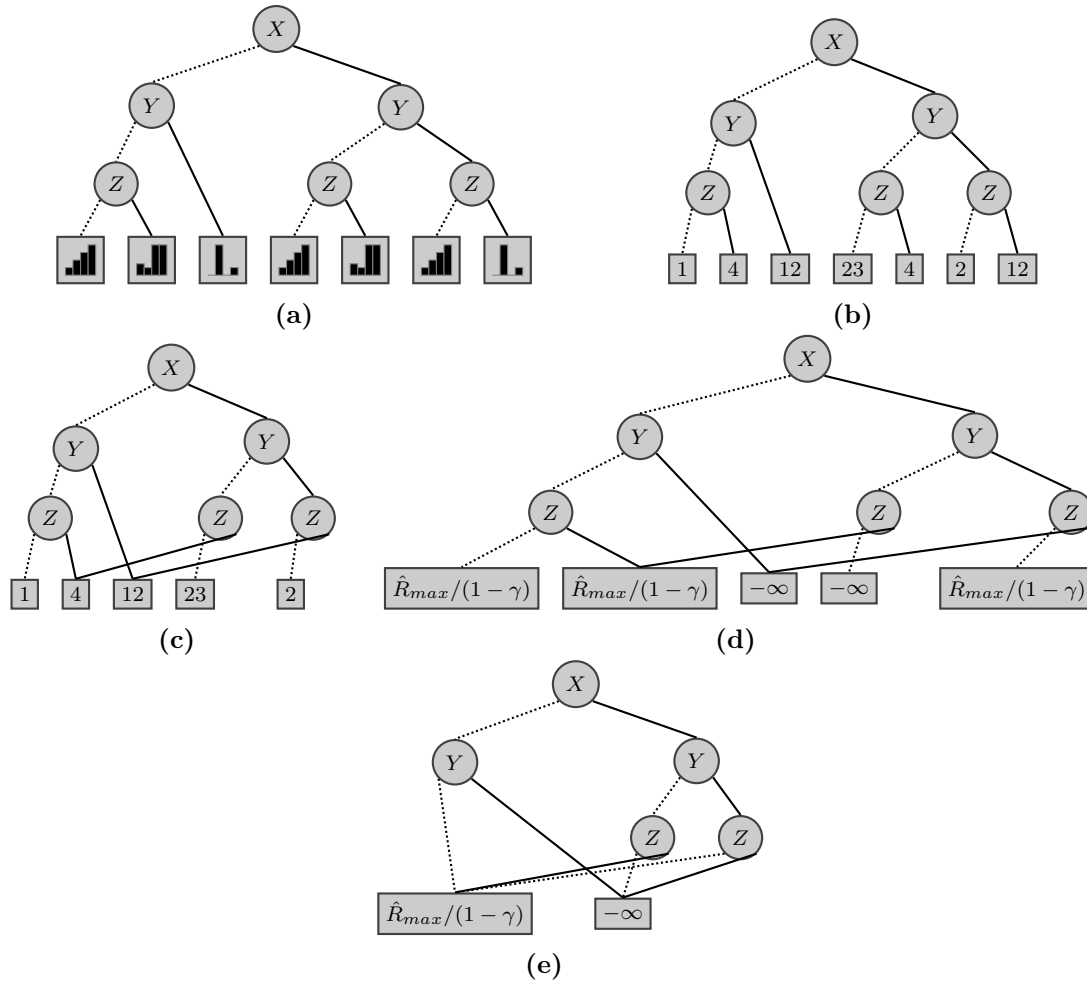 X
Y Y
Z Z Z
(a)
X
Y Y
Z Z Z
1 4 12 23 4 2 12
(b)
X
Y Y
Z Z Z
1 4 12 23 2
(c)
X
Y Y
Z Z Z
R̂max/(1 − γ) R̂max/(1 − γ) −∞ −∞ R̂max/(1 − γ)
(d)
X
Y Y
Z Z
R̂max/(1 − γ) −∞
(e)